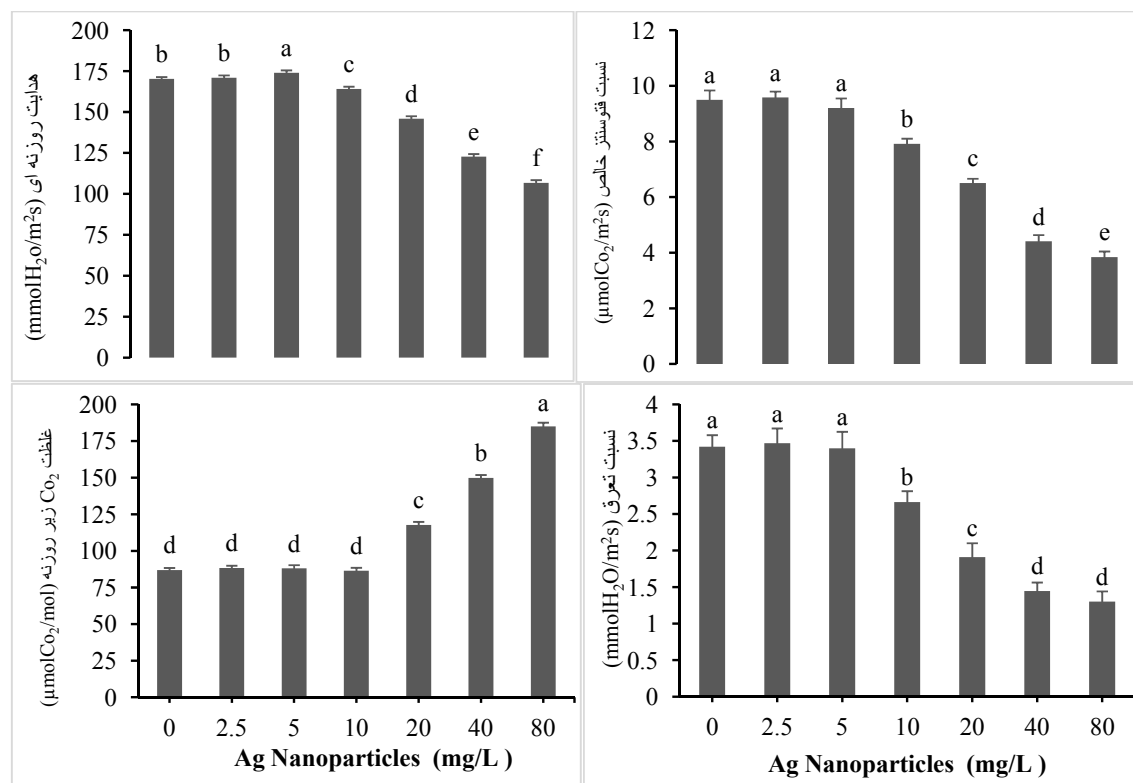 هدایت روزنه ای (mmolH₂o/m²s)
200
175
150
125
100
75
50
25
0
b b a c d e f
نسبت فتوسنتز خالص (µmolCo₂/m²s)
12
10
8
6
4
2
0
a a a b c d e
غلظت Co₂ زیر روزنه (µmolCo₂/mol)
200
175
150
125
100
75
50
25
0
d d d d c b a
0 2.5 5 10 20 40 80
Ag Nanoparticles (mg/L )
نسبت تعرق (mmolH₂O/m²s)
4
3.5
3
2.5
2
1.5
1
0.5
0
a a a b c d d
0 2.5 5 10 20 40 80
Ag Nanoparticles (mg/L )